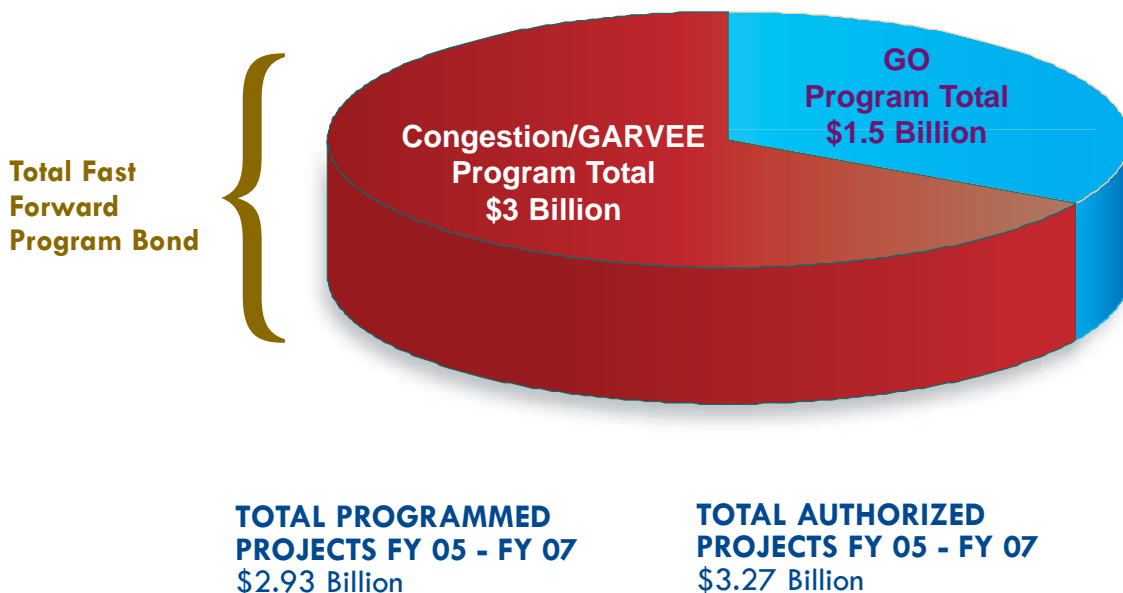 GO
Program Total
$1.5 Billion
Congestion/GARVEE
Program Total
$3 Billion
Total Fast
Forward
Program Bond
TOTAL PROGRAMMED
PROJECTS FY 05 - FY 07
$2.93 Billion
TOTAL AUTHORIZED
PROJECTS FY 05 - FY 07
$3.27 Billion